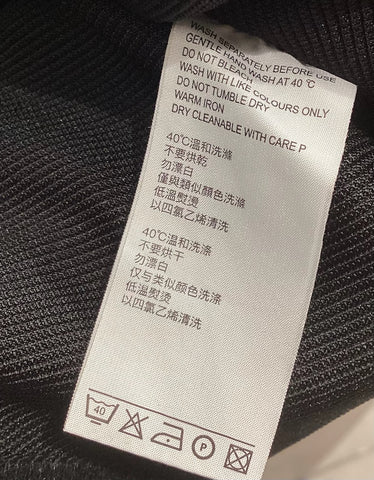 WASH SEPARATELY BEFORE USE
GENTLE HAND WASH AT 40 ℃
DO NOT BLEACH
WASH WITH LIKE COLOURS ONLY
DO NOT TUMBLE DRY
WARM IRON
DRY CLEANABLE WITH CARE P
40℃溫和洗滌
不要烘乾
勿漂白
僅與類似顏色洗滌
低溫熨燙
以四氯乙烯清洗
40℃温和洗涤
不要烘干
勿漂白
仅与类似颜色洗涤
低溫熨烫
以四氯乙烯清洗
40 P